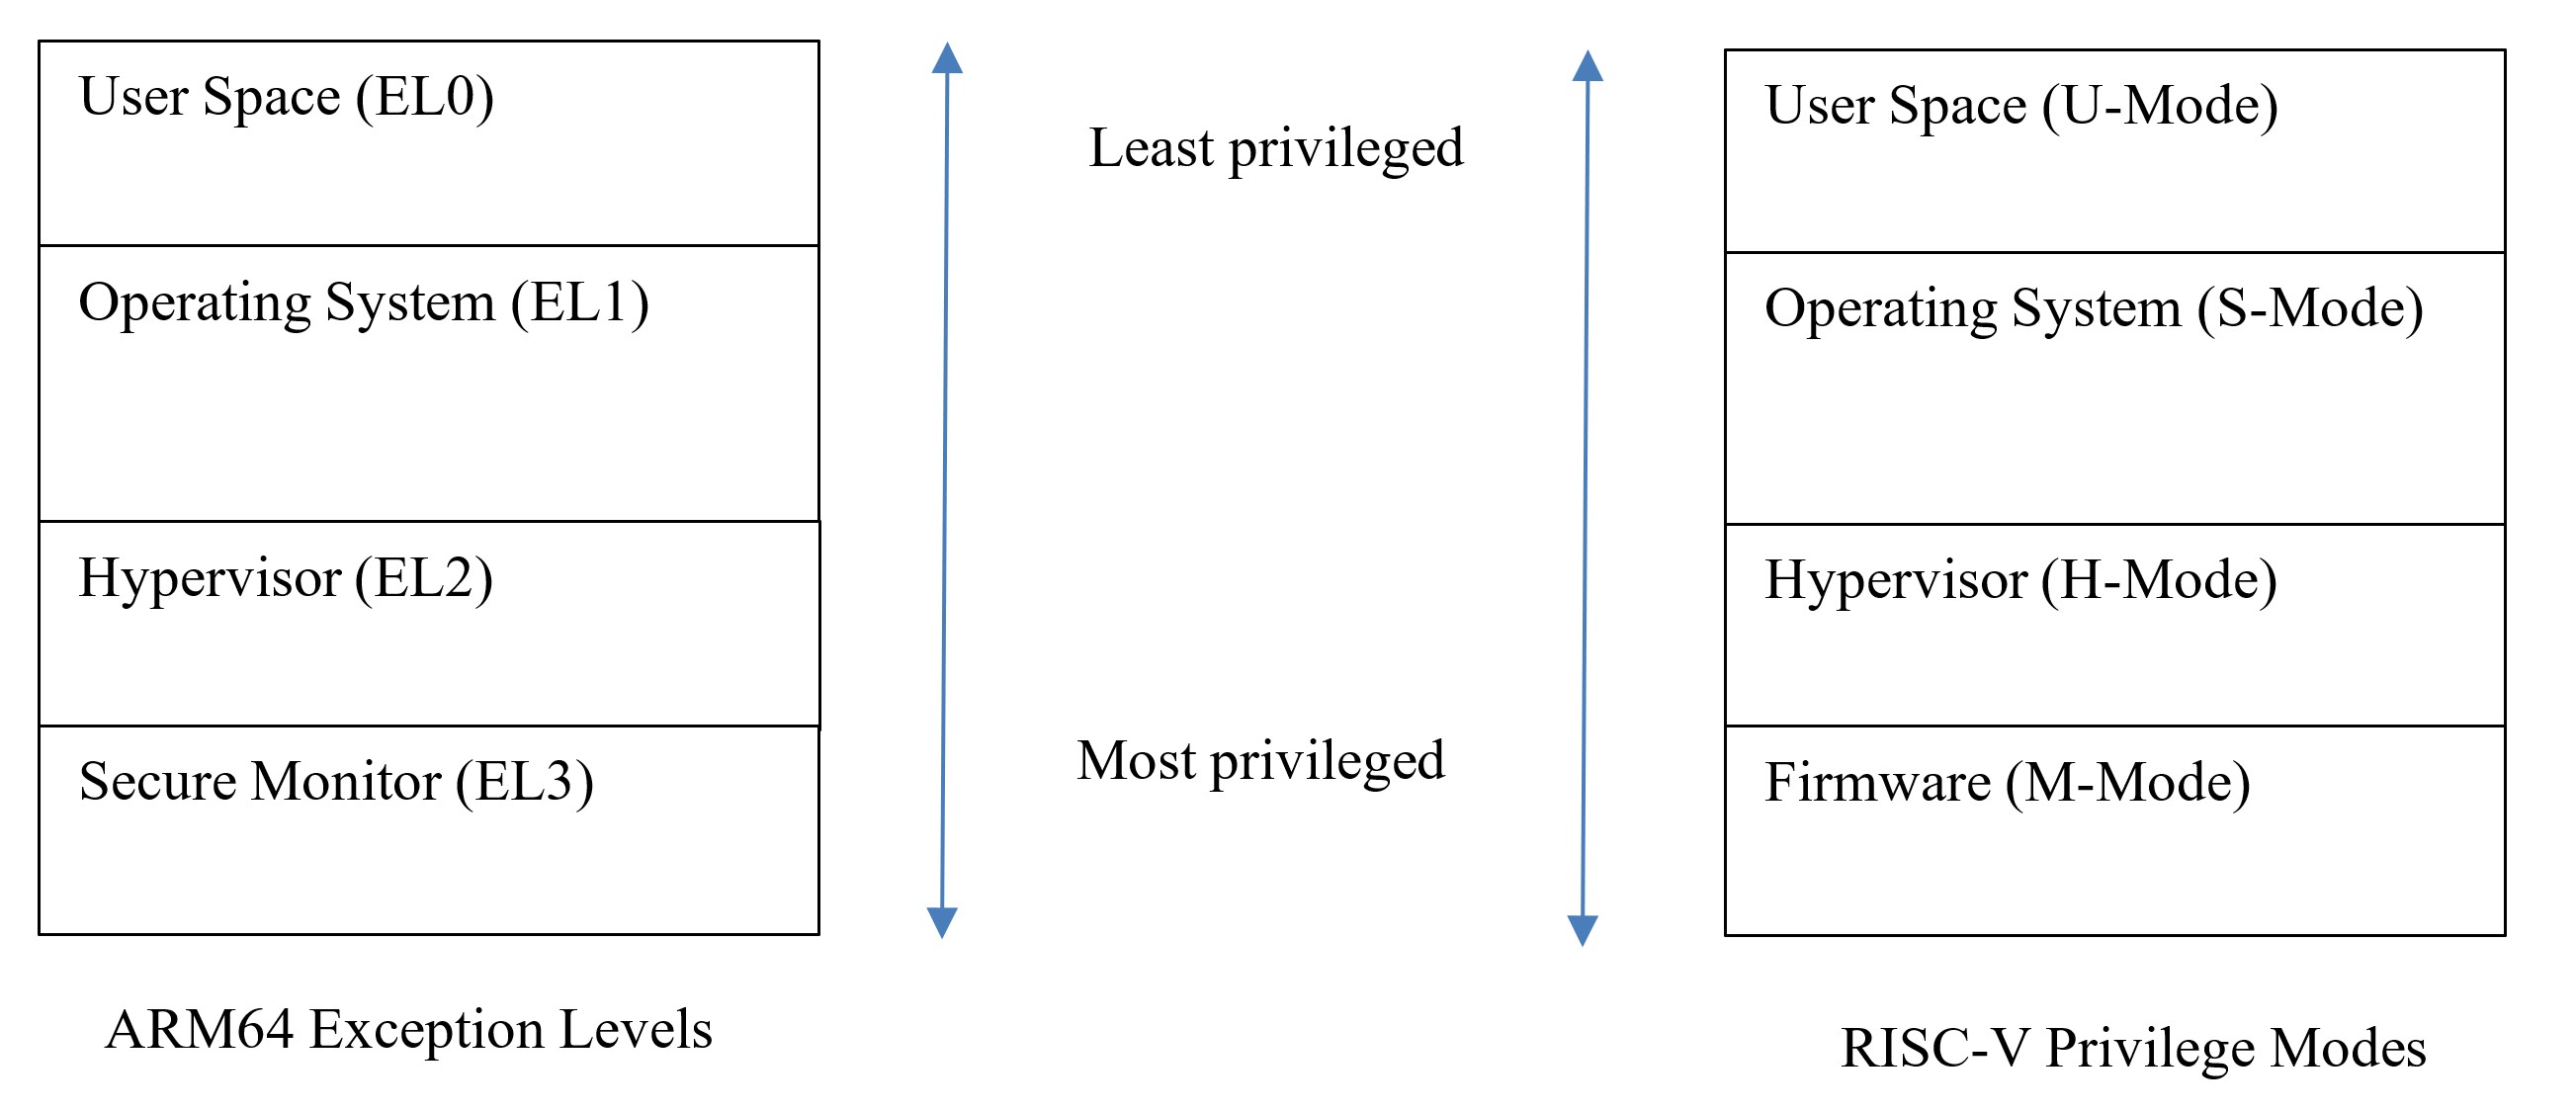 User Space (EL0)
Operating System (EL1)
Hypervisor (EL2)
Secure Monitor (EL3)
ARM64 Exception Levels
Least privileged
Most privileged
User Space (U-Mode)
Operating System (S-Mode)
Hypervisor (H-Mode)
Firmware (M-Mode)
RISC-V Privilege Modes